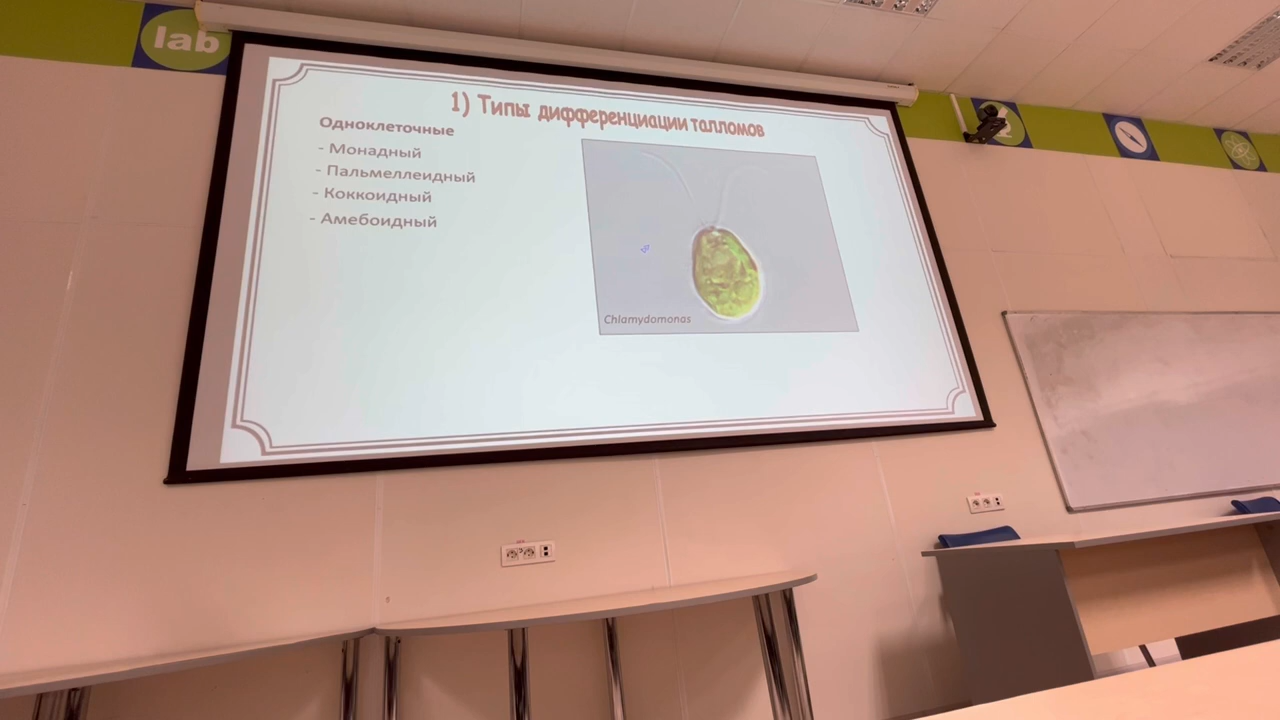 lab
1) Типы дифференциации талломов
Одноклеточные
- Монадный
- Пальмеллеидный
- Коккоидный
- Амебоидный
Chlamydomonas